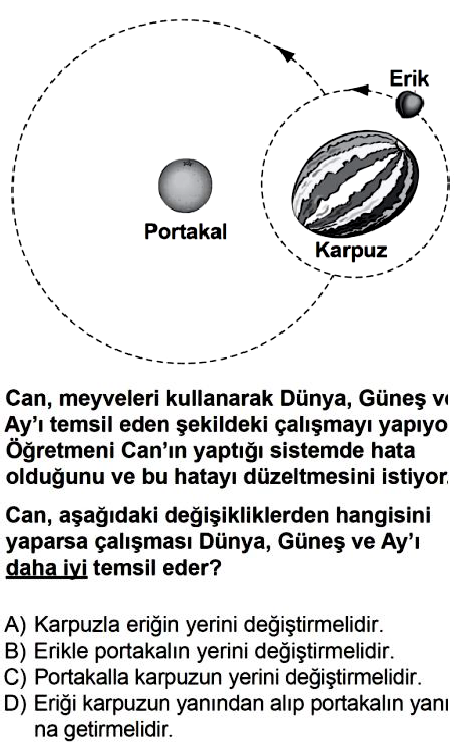 Erik
Portakal
Karpuz
Can, meyveleri kullanarak Dünya, Güneş ve
Ay'ı temsil eden şekildeki çalışmayı yapıyo
Öğretmeni Can'ın yaptığı sistemde hata
olduğunu ve bu hatayı düzeltmesini istiyor.
Can, aşağıdaki değişikliklerden hangisini
yaparsa çalışması Dünya, Güneş ve Ay'ı
daha iyi temsil eder?
A) Karpuzla eriğin yerini değiştirmelidir.
B) Erikle portakalın yerini değiştirmelidir.
C) Portakalla karpuzun yerini değiştirmelidir.
D) Eriği karpuzun yanından alıp portakalın yanı
na getirmelidir.